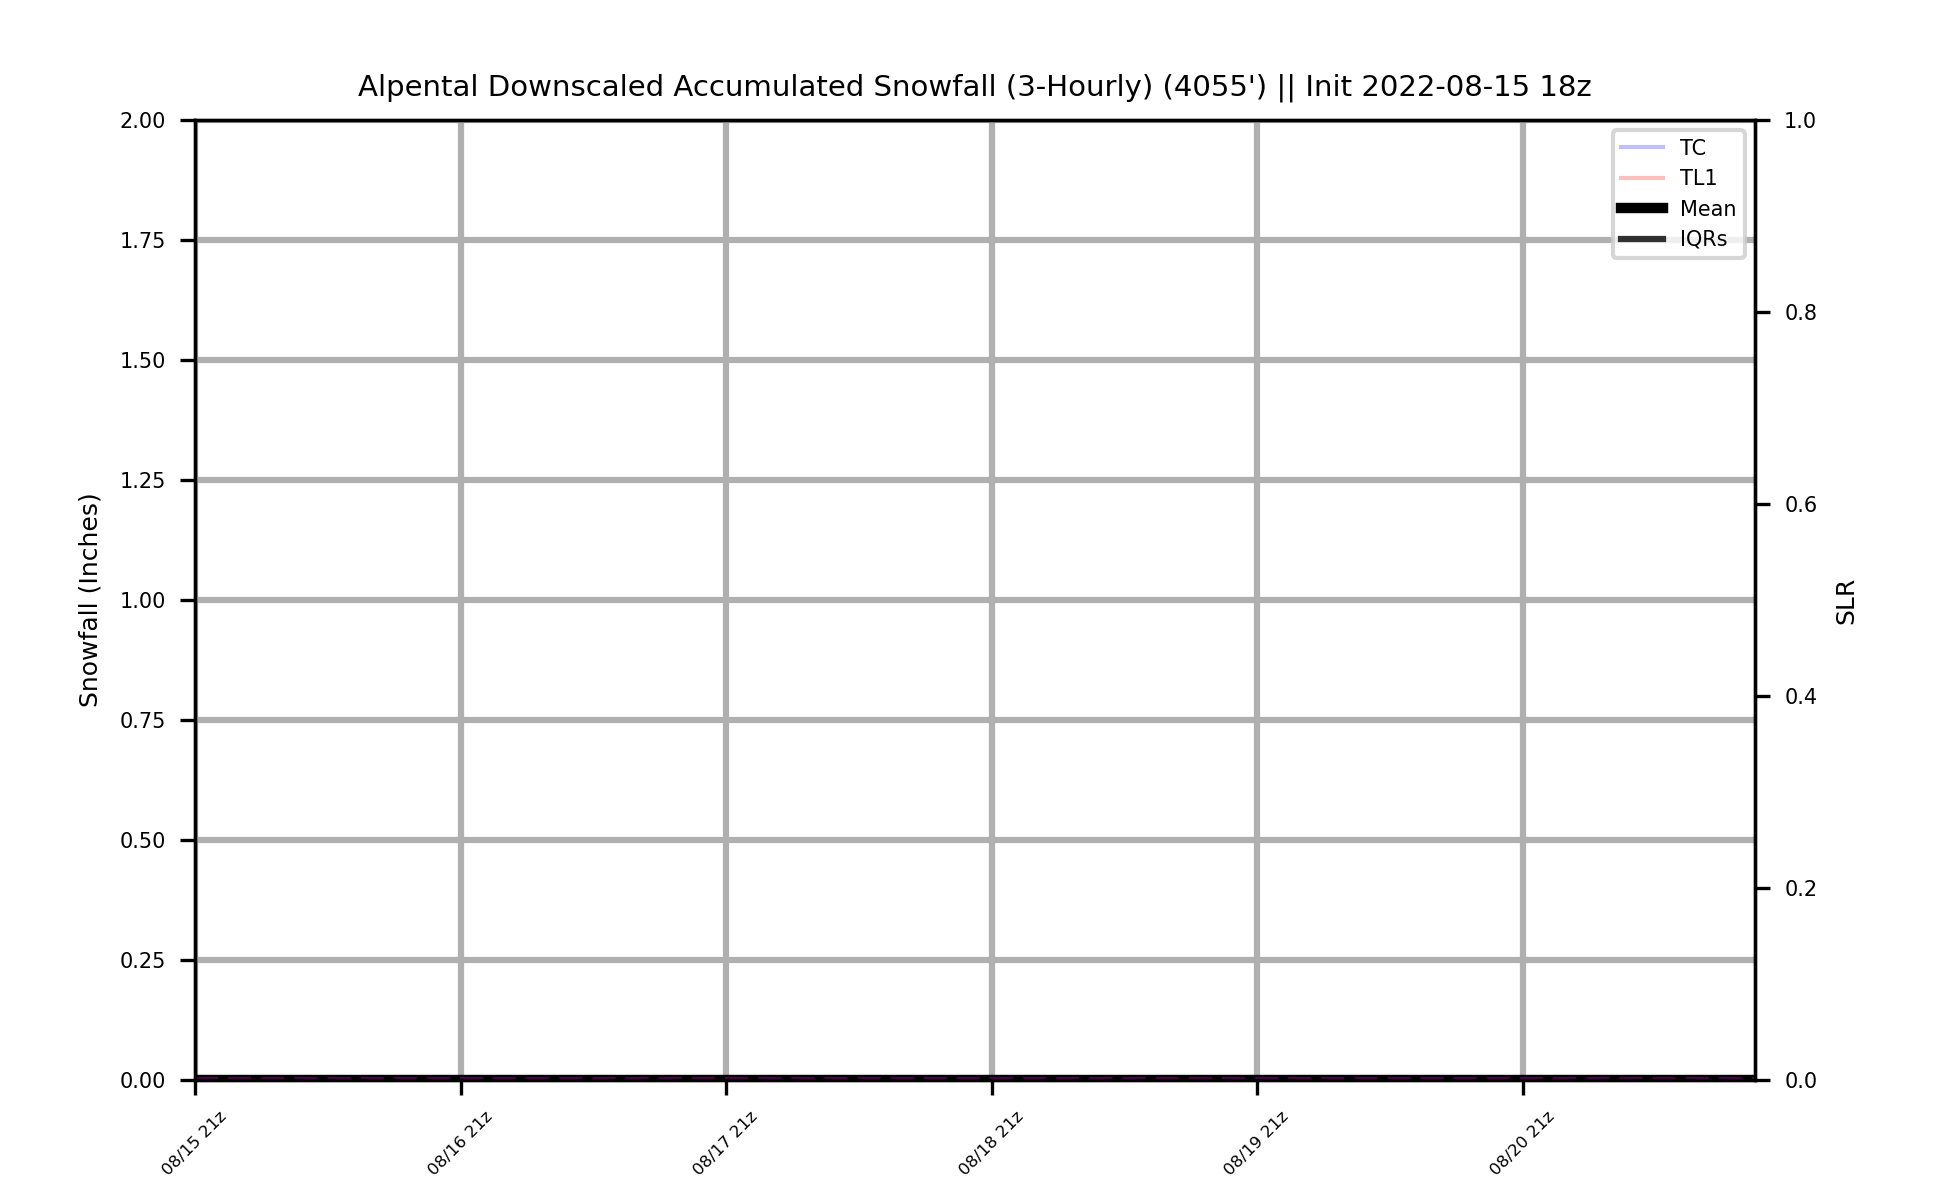 Alpental Downscaled Accumulated Snowfall (3-Hourly) (4055') || Init 2022-08-15 18z
2.00
1.75
1.50
1.25
1.00
0.75
0.50
0.25
0.00
Snowfall (Inches)
TC
TL1
Mean
IQRs
1.0
0.8
0.6
0.4
0.2
0.0
SLR
08/15 21z
08/16 21z
08/17 21z
08/18 21z
08/19 21z
08/20 21z